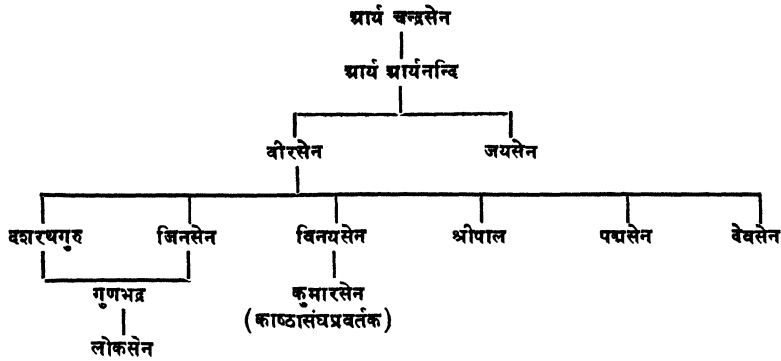 आर्य चन्द्रसेन
आर्य आर्यनन्दि
वीरसेन जयसेन
दशरथगुरु जिनसेन विनयसेन श्रीपाल पद्मसेन देवसेन
गुणभद्र कुमारसेन
(काष्ठासंघप्रवर्तक)
लोकसेन